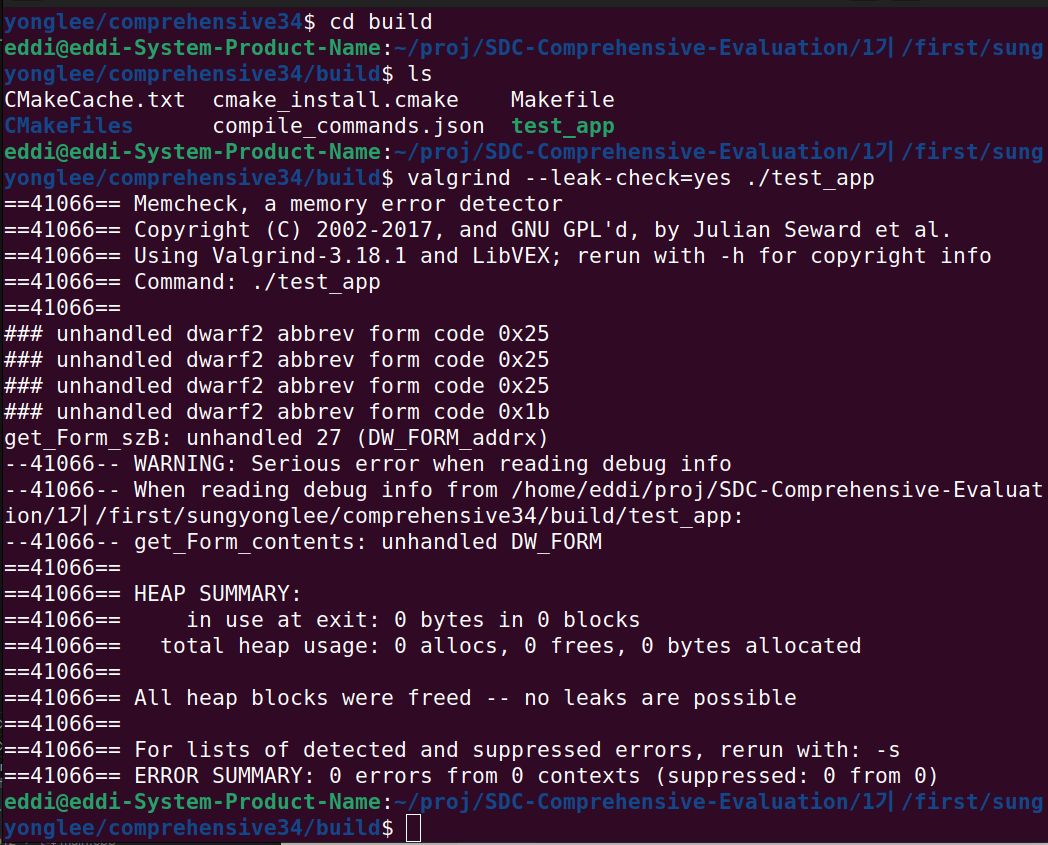 yonglee/comprehensive34$ cd build
eddi@eddi-System-Product-Name:~/proj/SDC-Comprehensive-Evaluation/1기/first/sung
yonglee/comprehensive34/build$ ls
CMakeCache.txt  cmake_install.cmake    Makefile
CMakeFiles      compile_commands.json  test_app
eddi@eddi-System-Product-Name:~/proj/SDC-Comprehensive-Evaluation/1기/first/sung
yonglee/comprehensive34/build$ valgrind --leak-check=yes ./test_app
==41066== Memcheck, a memory error detector
==41066== Copyright (C) 2002-2017, and GNU GPL'd, by Julian Seward et al.
==41066== Using Valgrind-3.18.1 and LibVEX; rerun with -h for copyright info
==41066== Command: ./test_app
==41066==
### unhandled dwarf2 abbrev form code 0x25
### unhandled dwarf2 abbrev form code 0x25
### unhandled dwarf2 abbrev form code 0x25
### unhandled dwarf2 abbrev form code 0x1b
get_Form_szB: unhandled 27 (DW_FORM_addrx)
--41066-- WARNING: Serious error when reading debug info
--41066-- When reading debug info from /home/eddi/proj/SDC-Comprehensive-Evaluat
ion/1기/first/sungyonglee/comprehensive34/build/test_app:
--41066-- get_Form_contents: unhandled DW_FORM
==41066==
==41066== HEAP SUMMARY:
==41066==     in use at exit: 0 bytes in 0 blocks
==41066==   total heap usage: 0 allocs, 0 frees, 0 bytes allocated
==41066==
==41066== All heap blocks were freed -- no leaks are possible
==41066==
==41066== For lists of detected and suppressed errors, rerun with: -s
==41066== ERROR SUMMARY: 0 errors from 0 contexts (suppressed: 0 from 0)
eddi@eddi-System-Product-Name:~/proj/SDC-Comprehensive-Evaluation/1기/first/sung
yonglee/comprehensive34/build$